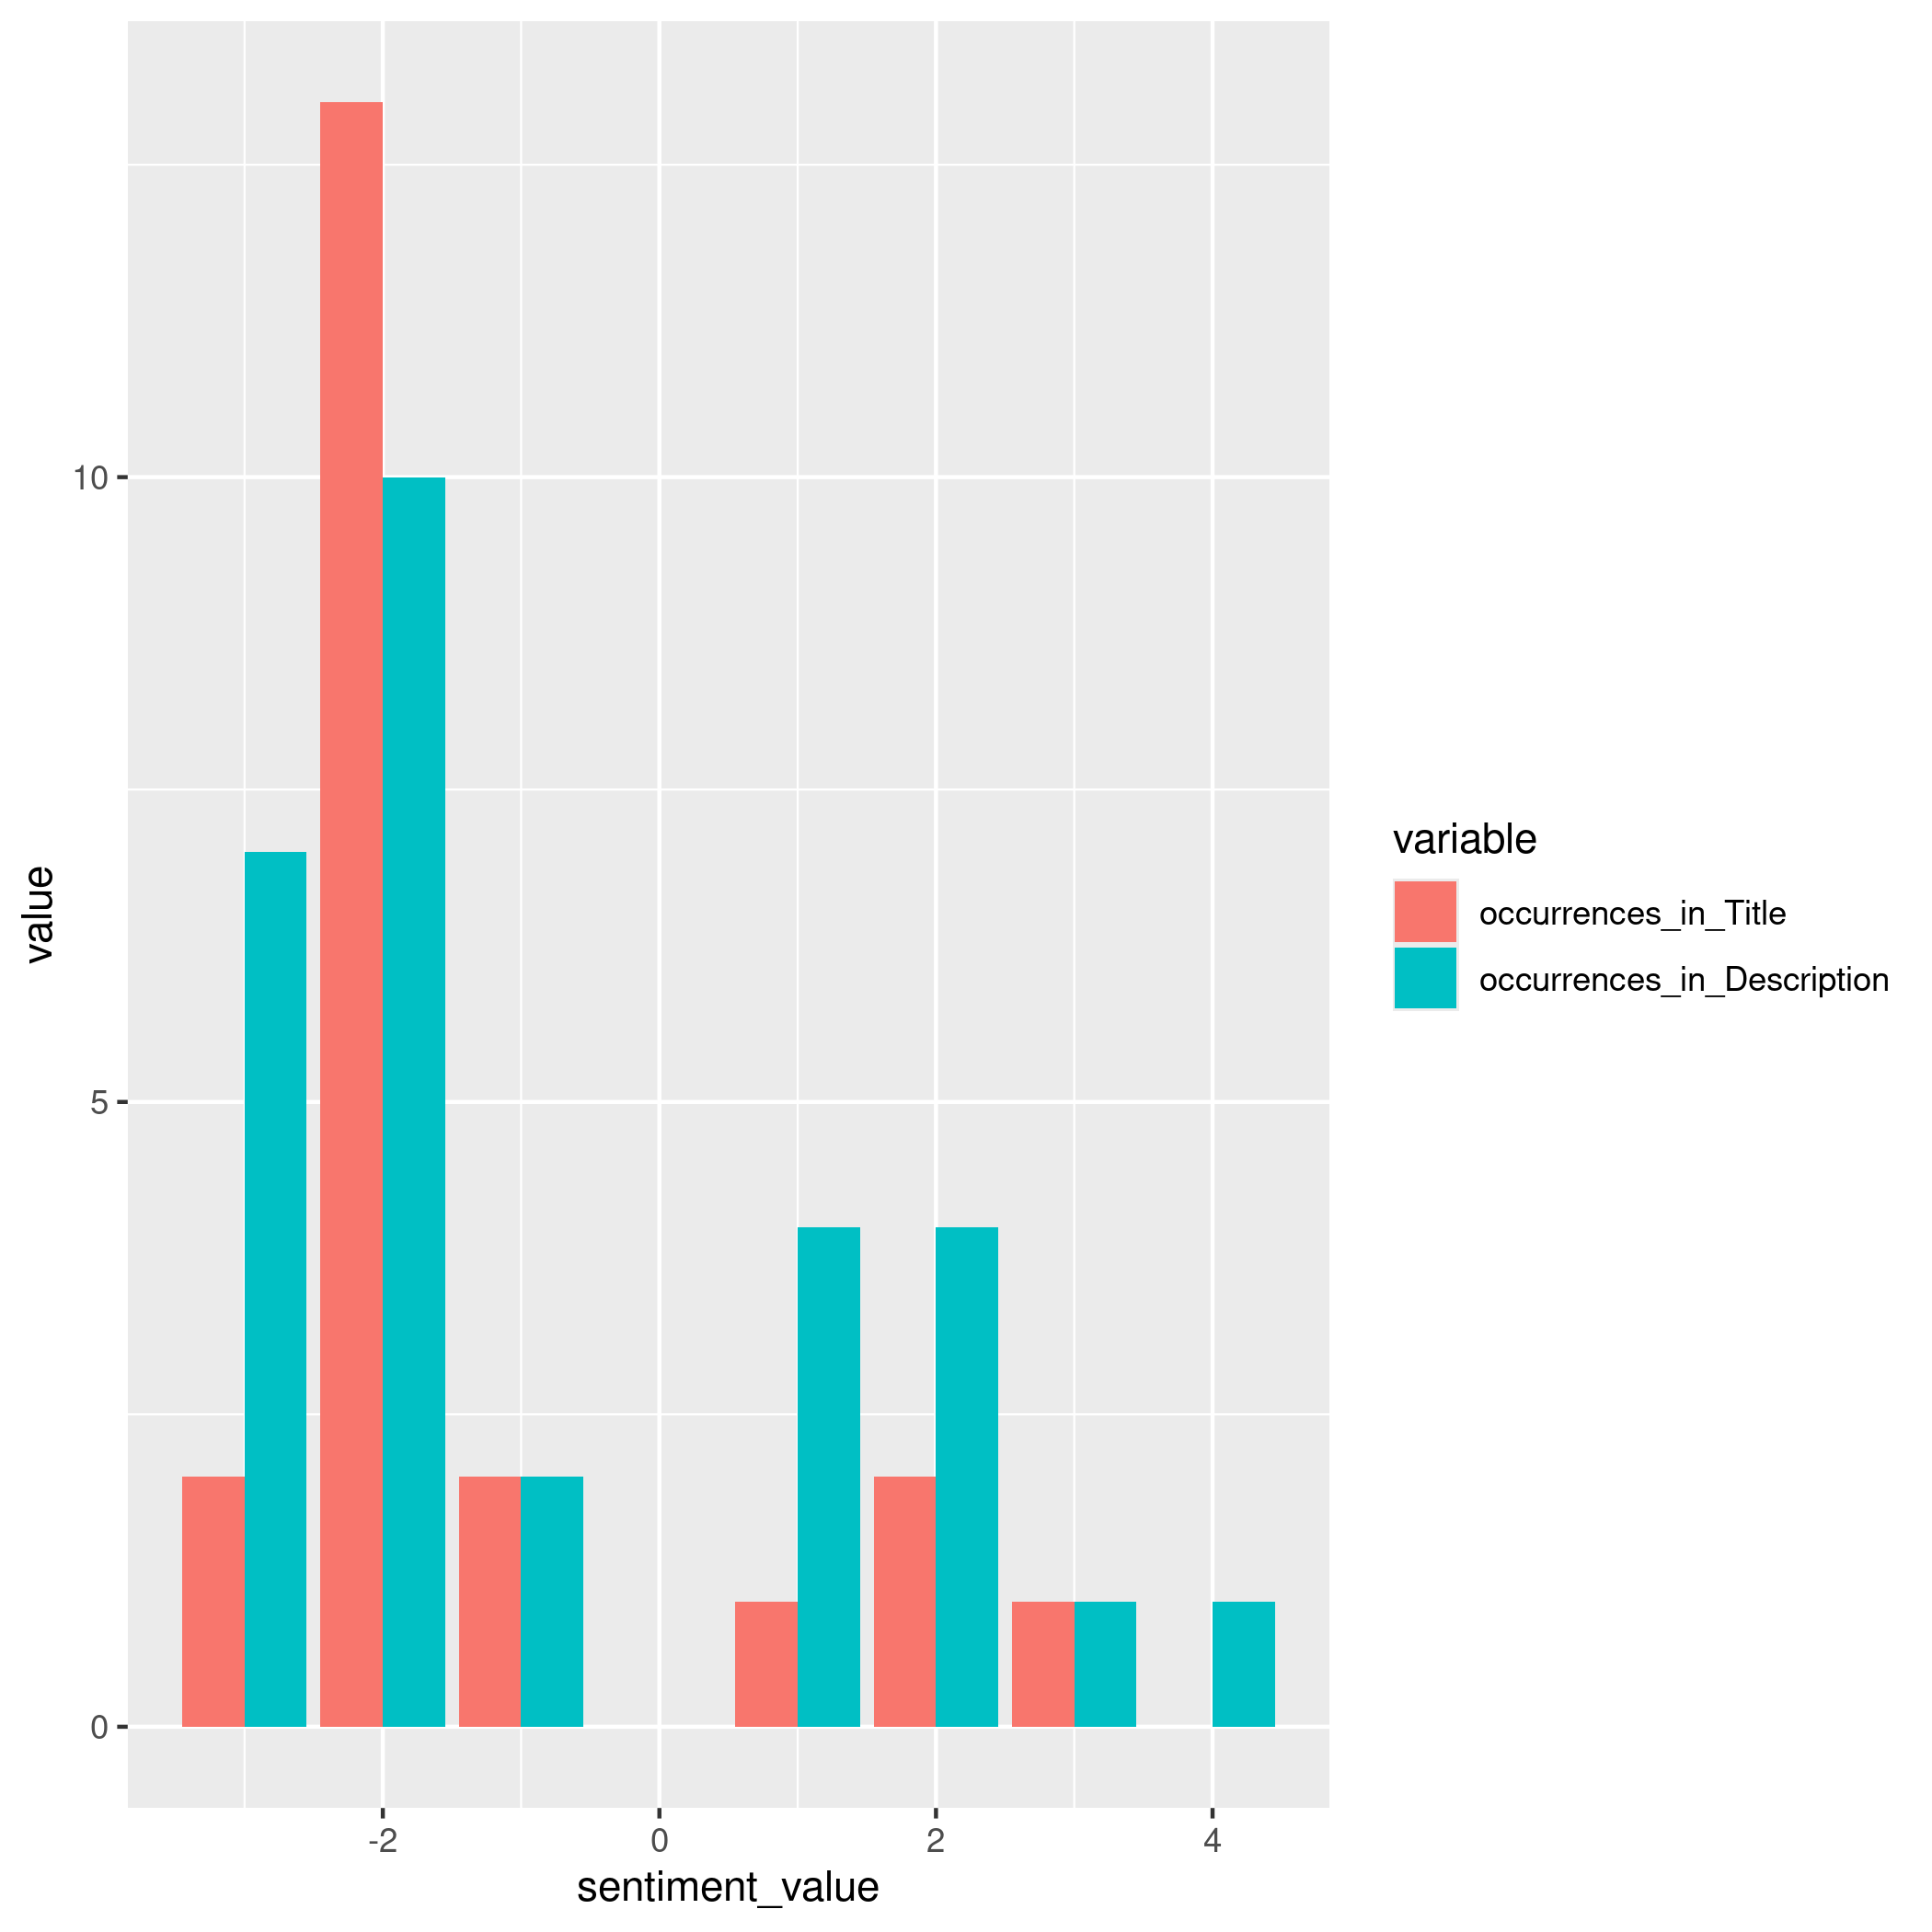 10
5
0
value
-2
0
2
4
sentiment_value
variable
occurrences_in_Title
occurrences_in_Description